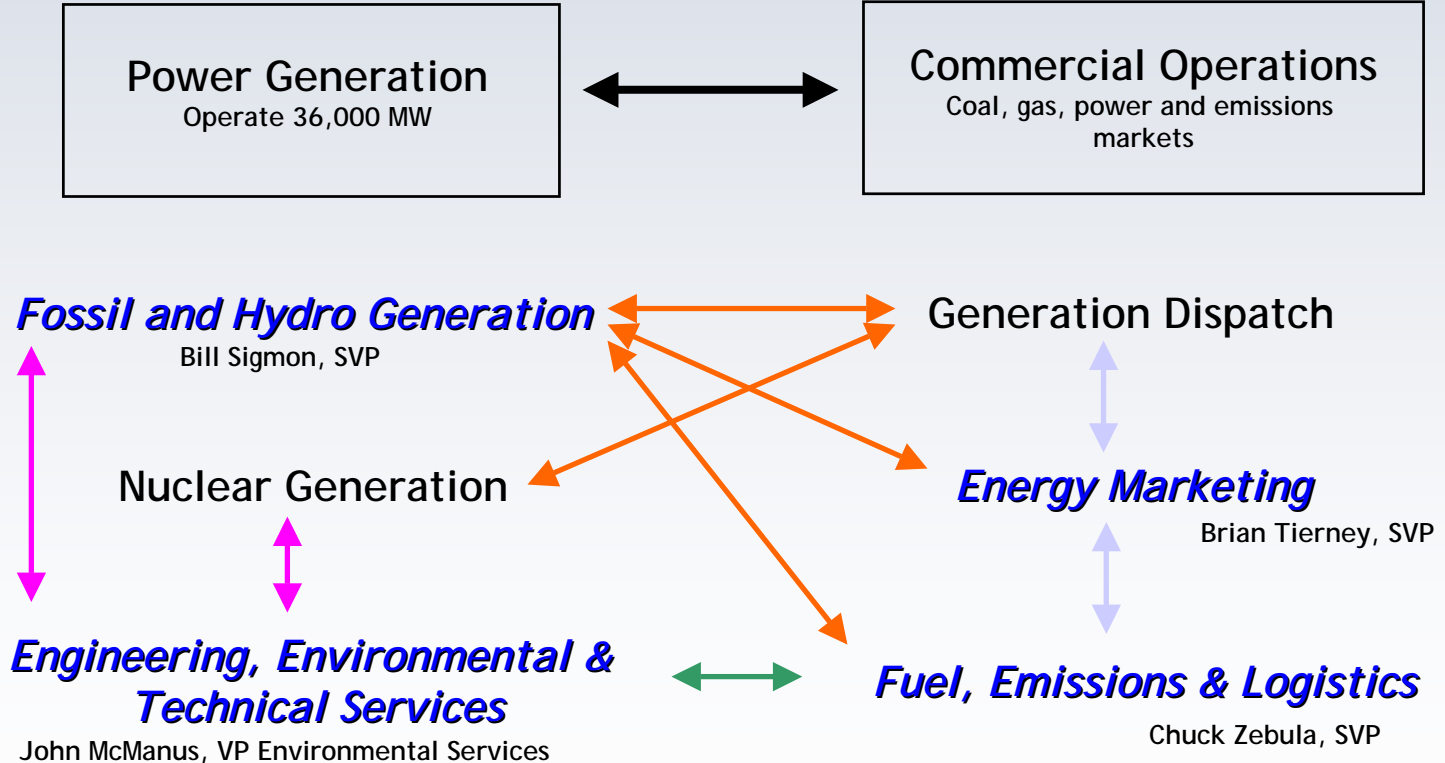 Power Generation
Operate 36,000 MW
Commercial Operations
Coal, gas, power and emissions
markets
Fossil and Hydro Generation
Bill Sigmon, SVP
Generation Dispatch
Nuclear Generation
Energy Marketing
Brian Tierney, SVP
Engineering, Environmental &
Technical Services
John McManus, VP Environmental Services
Fuel, Emissions & Logistics
Chuck Zebula, SVP